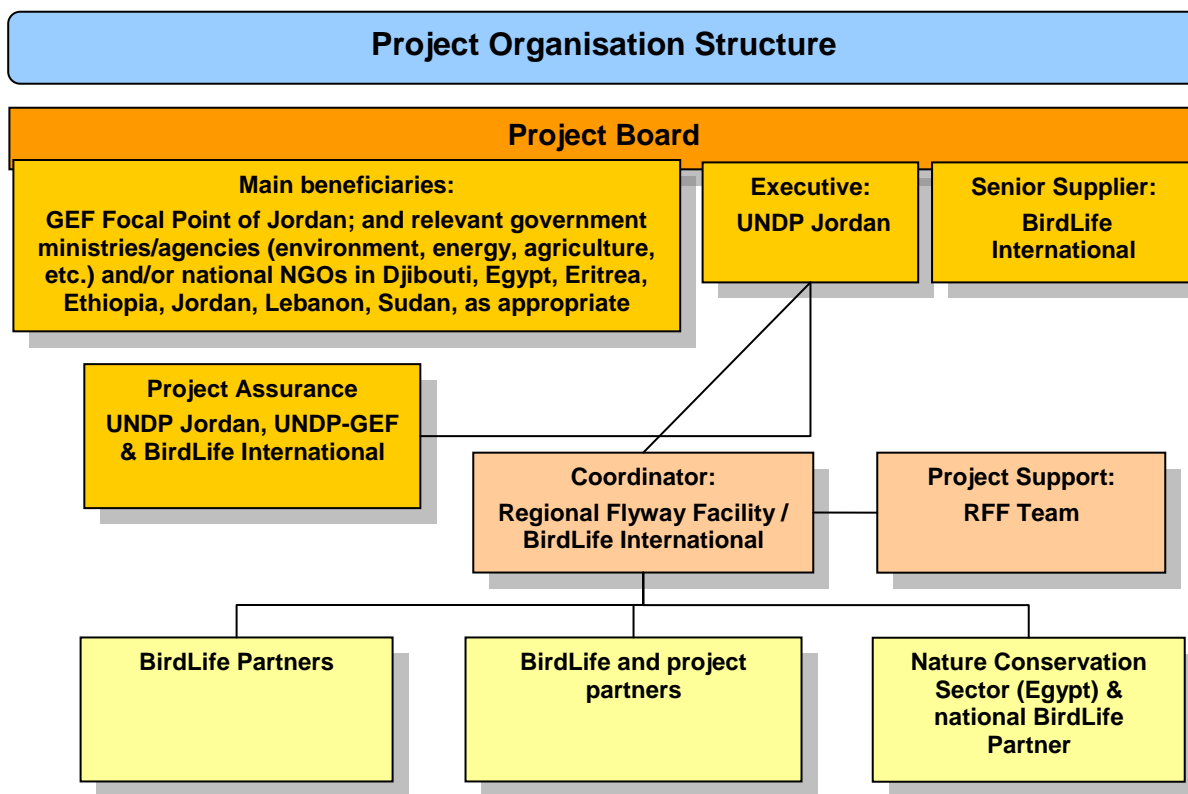 Project Organisation Structure
Project Board
Main beneficiaries:
GEF Focal Point of Jordan; and relevant government
ministries/agencies (environment, energy, agriculture,
etc.) and/or national NGOs in Djibouti, Egypt, Eritrea,
Ethiopia, Jordan, Lebanon, Sudan, as appropriate
Executive:
UNDP Jordan
Senior Supplier:
BirdLife
International
Project Assurance
UNDP Jordan, UNDP-GEF
& BirdLife International
Coordinator:
Regional Flyway Facility /
BirdLife International
Project Support:
RFF Team
BirdLife Partners
BirdLife and project
partners
Nature Conservation
Sector (Egypt) &
national BirdLife
Partner